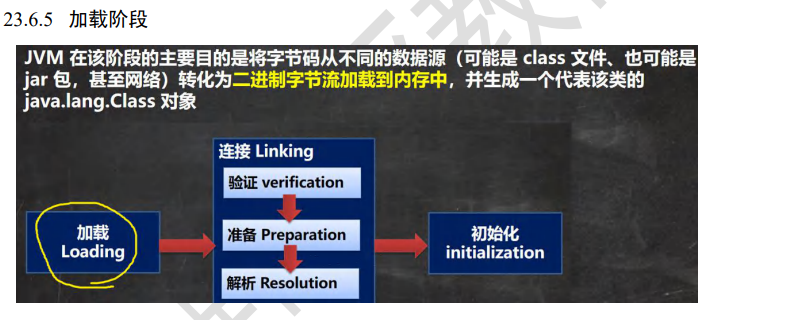 23.6.5 加载阶段
JVM 在该阶段的主要目的是将字节码从不同的数据源（可能是 class 文件、也可能是
jar 包，甚至网络）转化为二进制字节流加载到内存中，并生成一个代表该类的
java.lang.Class 对象
连接 Linking
验证 verification
加载
Loading
准备 Preparation
初始化
initialization
解析 Resolution